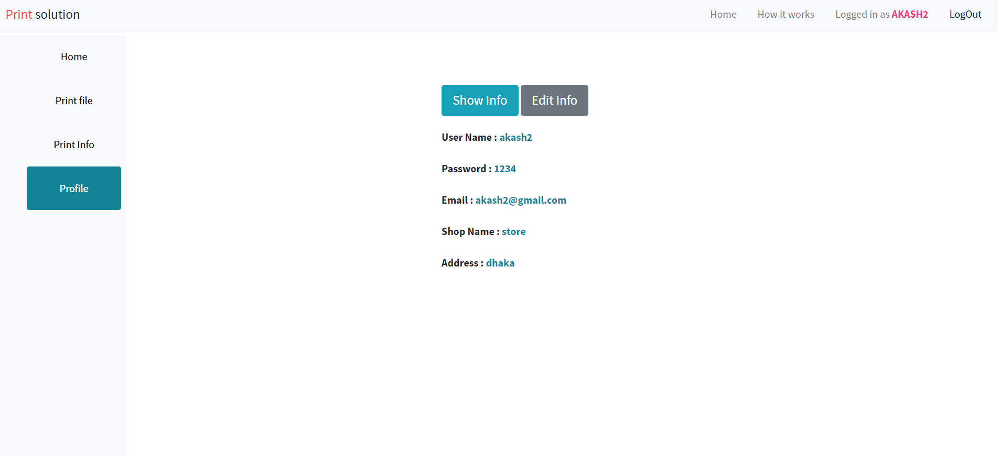 Print solution
Home
How it works
Logged in as AKASH2
LogOut
Home
Print file
Print Info
Profile
Show Info
Edit Info
User Name : akash2
Password : 1234
Email : akash2@gmail.com
Shop Name : store
Address : dhaka